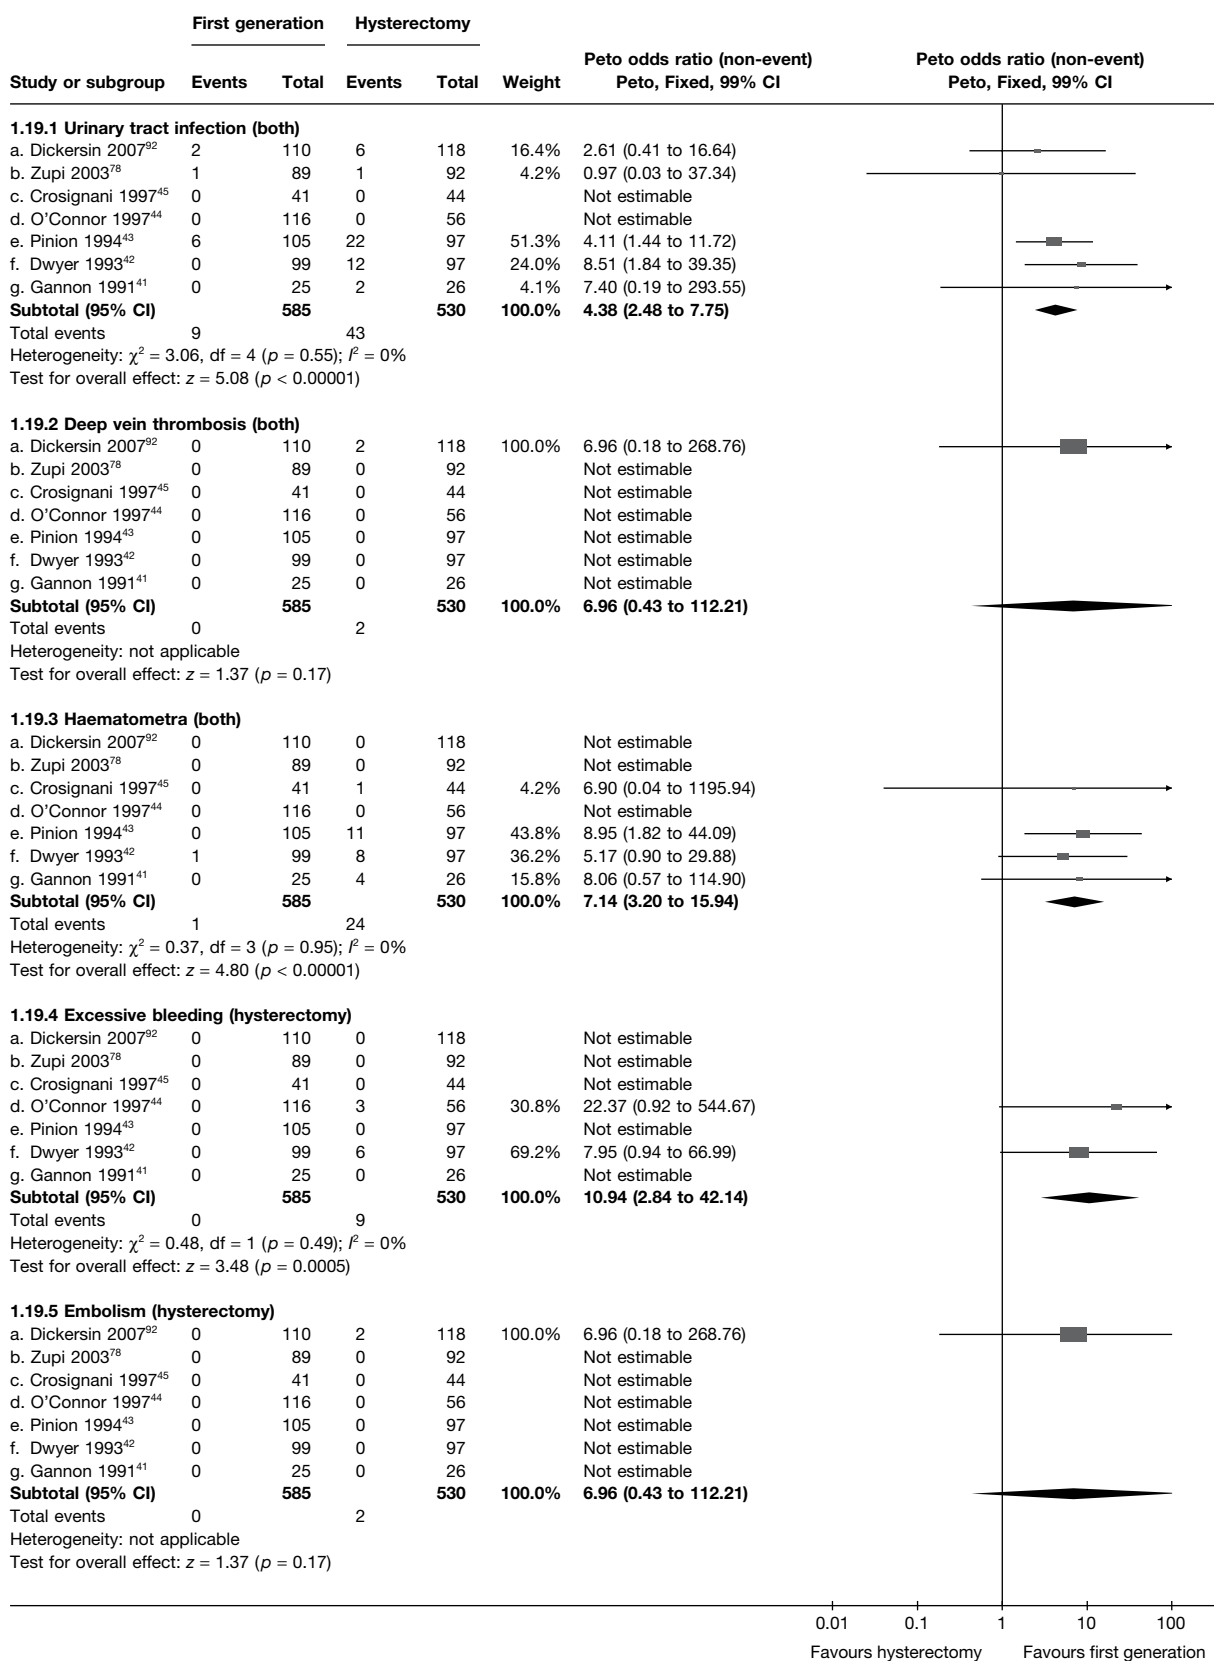 First generation Hysterectomy
Peto odds ratio (non-event) Peto odds ratio (non-event)
Study or subgroup Events Total Events Total Weight Peto, Fixed, 99% CI Peto, Fixed, 99% CI
1.19.1 Urinary tract infection (both)
a. Dickersin 2007⁹² 2 110 6 118 16.4% 2.61 (0.41 to 16.64)
b. Zupi 2003⁷⁸ 1 89 1 92 4.2% 0.97 (0.03 to 37.34)
c. Crosignani 1997⁴⁵ 0 41 0 44 Not estimable
d. O'Connor 1997⁴⁴ 0 116 0 56 Not estimable
e. Pinion 1994⁴³ 6 105 22 97 51.3% 4.11 (1.44 to 11.72)
f. Dwyer 1993⁴² 0 99 12 97 24.0% 8.51 (1.84 to 39.35)
g. Gannon 1991⁴¹ 0 25 2 26 4.1% 7.40 (0.19 to 293.55)
Subtotal (95% CI) 585 530 100.0% 4.38 (2.48 to 7.75)
Total events 9 43
Heterogeneity: χ² = 3.06, df = 4 (p = 0.55); I² = 0%
Test for overall effect: z = 5.08 (p < 0.00001)
1.19.2 Deep vein thrombosis (both)
a. Dickersin 2007⁹² 0 110 2 118 100.0% 6.96 (0.18 to 268.76)
b. Zupi 2003⁷⁸ 0 89 0 92 Not estimable
c. Crosignani 1997⁴⁵ 0 41 0 44 Not estimable
d. O'Connor 1997⁴⁴ 0 116 0 56 Not estimable
e. Pinion 1994⁴³ 0 105 0 97 Not estimable
f. Dwyer 1993⁴² 0 99 0 97 Not estimable
g. Gannon 1991⁴¹ 0 25 0 26 Not estimable
Subtotal (95% CI) 585 530 100.0% 6.96 (0.43 to 112.21)
Total events 0 2
Heterogeneity: not applicable
Test for overall effect: z = 1.37 (p = 0.17)
1.19.3 Haematometra (both)
a. Dickersin 2007⁹² 0 110 0 118 Not estimable
b. Zupi 2003⁷⁸ 0 89 0 92 Not estimable
c. Crosignani 1997⁴⁵ 0 41 1 44 4.2% 6.90 (0.04 to 1195.94)
d. O'Connor 1997⁴⁴ 0 116 0 56 Not estimable
e. Pinion 1994⁴³ 0 105 11 97 43.8% 8.95 (1.82 to 44.09)
f. Dwyer 1993⁴² 1 99 8 97 36.2% 5.17 (0.90 to 29.88)
g. Gannon 1991⁴¹ 0 25 4 26 15.8% 8.06 (0.57 to 114.90)
Subtotal (95% CI) 585 530 100.0% 7.14 (3.20 to 15.94)
Total events 1 24
Heterogeneity: χ² = 0.37, df = 3 (p = 0.95); I² = 0%
Test for overall effect: z = 4.80 (p < 0.00001)
1.19.4 Excessive bleeding (hysterectomy)
a. Dickersin 2007⁹² 0 110 0 118 Not estimable
b. Zupi 2003⁷⁸ 0 89 0 92 Not estimable
c. Crosignani 1997⁴⁵ 0 41 0 44 Not estimable
d. O'Connor 1997⁴⁴ 0 116 3 56 30.8% 22.37 (0.92 to 544.67)
e. Pinion 1994⁴³ 0 105 0 97 Not estimable
f. Dwyer 1993⁴² 0 99 6 97 69.2% 7.95 (0.94 to 66.99)
g. Gannon 1991⁴¹ 0 25 0 26 Not estimable
Subtotal (95% CI) 585 530 100.0% 10.94 (2.84 to 42.14)
Total events 0 9
Heterogeneity: χ² = 0.48, df = 1 (p = 0.49); I² = 0%
Test for overall effect: z = 3.48 (p = 0.0005)
1.19.5 Embolism (hysterectomy)
a. Dickersin 2007⁹² 0 110 2 118 100.0% 6.96 (0.18 to 268.76)
b. Zupi 2003⁷⁸ 0 89 0 92 Not estimable
c. Crosignani 1997⁴⁵ 0 41 0 44 Not estimable
d. O'Connor 1997⁴⁴ 0 116 0 56 Not estimable
e. Pinion 1994⁴³ 0 105 0 97 Not estimable
f. Dwyer 1993⁴² 0 99 0 97 Not estimable
g. Gannon 1991⁴¹ 0 25 0 26 Not estimable
Subtotal (95% CI) 585 530 100.0% 6.96 (0.43 to 112.21)
Total events 0 2
Heterogeneity: not applicable
Test for overall effect: z = 1.37 (p = 0.17)
0.01 0.1 1 10 100
Favours hysterectomy Favours first generation